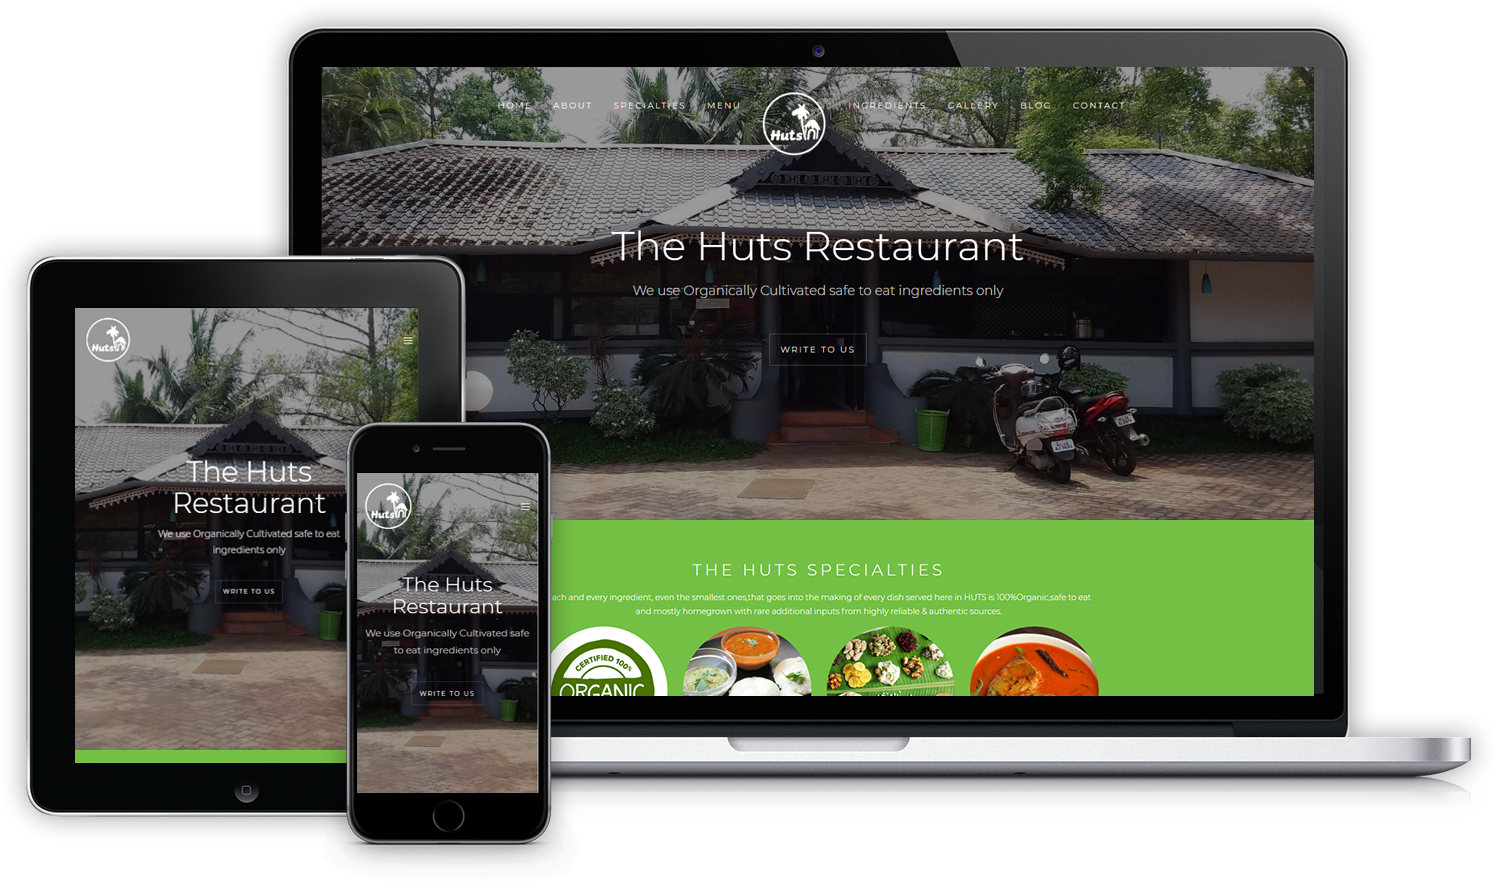 HOME ABOUT SPECIALTIES MENU Huts INGREDIENTS GALLERY BLOG CONTACT
The Huts Restaurant
We use Organically Cultivated safe to eat ingredients only
WRITE TO US
THE HUTS SPECIALTIES
ach and every ingredient, even the smallest ones,that goes into the making of every dish served here in HUTS is 100%Organic,safe to eat
and mostly homegrown with rare additional inputs from highly reliable & authentic sources.
CERTIFIED 100%
ORGANIC
Huts
The Huts
Restaurant
We use Organically Cultivated safe to eat
ingredients only
WRITE TO US
Huts
The Huts
Restaurant
We use Organically Cultivated safe
to eat ingredients only
WRITE TO US